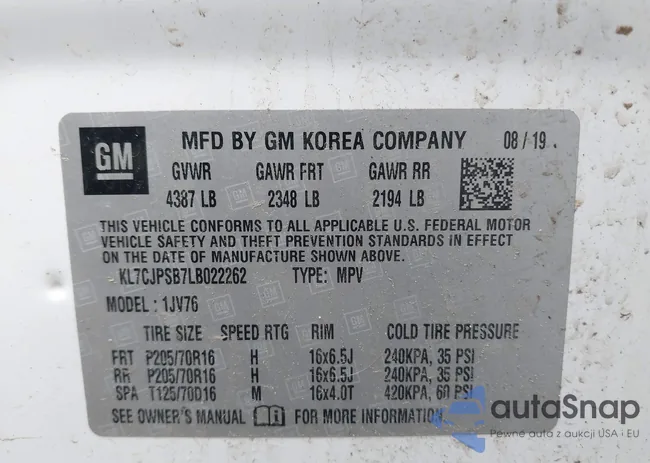 GM MFD BY GM KOREA COMPANY 08/19
GVWR GAWR FRT GAWR RR
4387 LB 2348 LB 2194 LB
THIS VEHICLE CONFORMS TO ALL APPLICABLE U.S. FEDERAL MOTOR
VEHICLE SAFETY AND THEFT PREVENTION STANDARDS IN EFFECT
ON THE DATE OF MANUFACTURE SHOWN ABOVE.
KL7CJPSB7LB022262 TYPE: MPV
MODEL: 1JV76
TIRE SIZE SPEED RTG RIM COLD TIRE PRESSURE
FRT P205/70R16 H 16x6.5J 240KPA, 35 PSI
RR P205/70R16 H 16x6.5J 240KPA, 35 PSI
SPA T125/70D16 M 16x4.0T 420KPA, 60 PSI
SEE OWNER'S MANUAL FOR MORE INFORMATION
autoSnap
Pewne auta z aukcji USA i EU